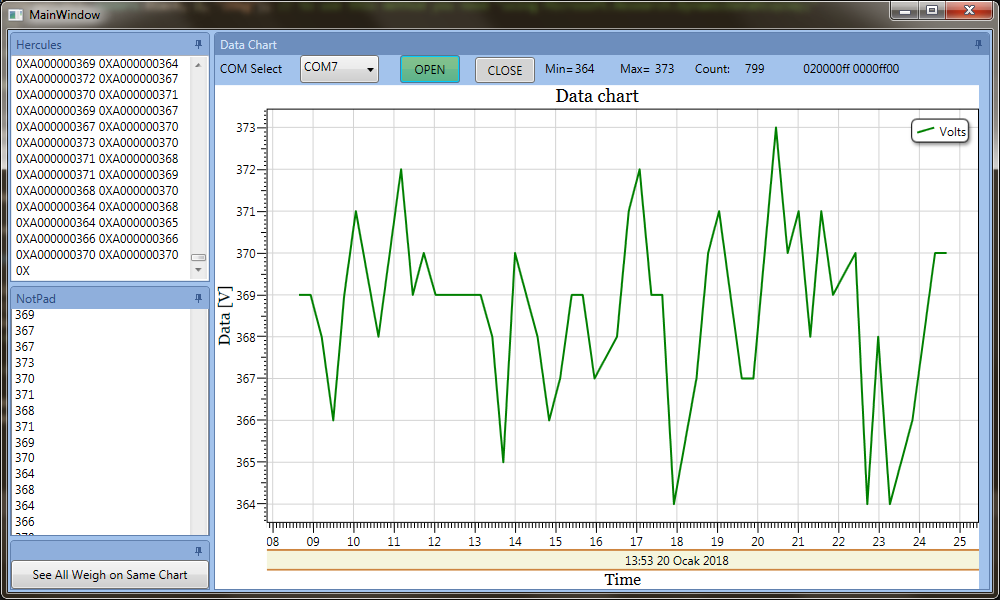 MainWindow
Hercules
0XA000000369 0XA000000364
0XA000000372 0XA000000367
0XA000000370 0XA000000371
0XA000000369 0XA000000367
0XA000000367 0XA000000370
0XA000000373 0XA000000370
0XA000000371 0XA000000368
0XA000000371 0XA000000369
0XA000000368 0XA000000370
0XA000000364 0XA000000368
0XA000000364 0XA000000365
0XA000000366 0XA000000366
0XA000000370 0XA000000370
0X
NotPad
369
367
367
373
370
371
368
371
369
370
364
368
364
366
See All Weigh on Same Chart
Data Chart
COM Select COM7 OPEN CLOSE Min= 364 Max= 373 Count: 799 020000ff 0000ff00
Data chart
Volts
Data [V]
373
372
371
370
369
368
367
366
365
364
08 09 10 11 12 13 14 15 16 17 18 19 20 21 22 23 24 25
13:53 20 Ocak 2018
Time